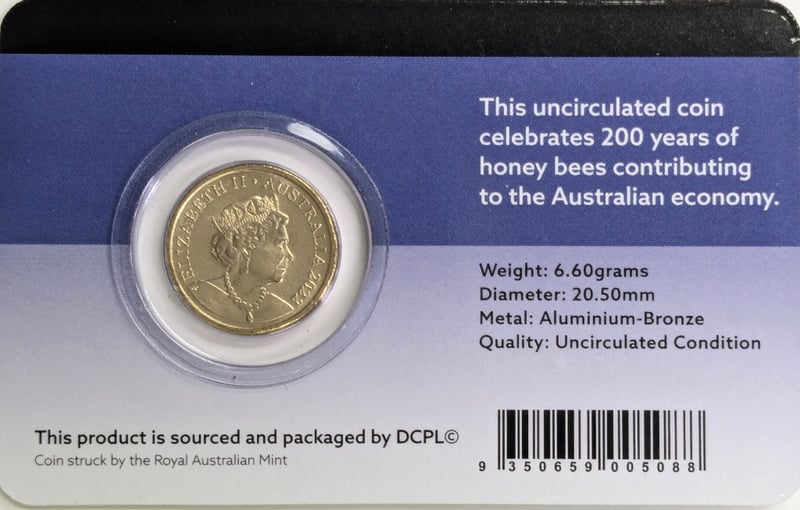 This uncirculated coin
celebrates 200 years of
honey bees contributing
to the Australian economy.
ELIZABETH II · AUSTRALIA 2022
Weight: 6.60grams
Diameter: 20.50mm
Metal: Aluminium-Bronze
Quality: Uncirculated Condition
This product is sourced and packaged by DCPL©
Coin struck by the Royal Australian Mint
9 350659 005088